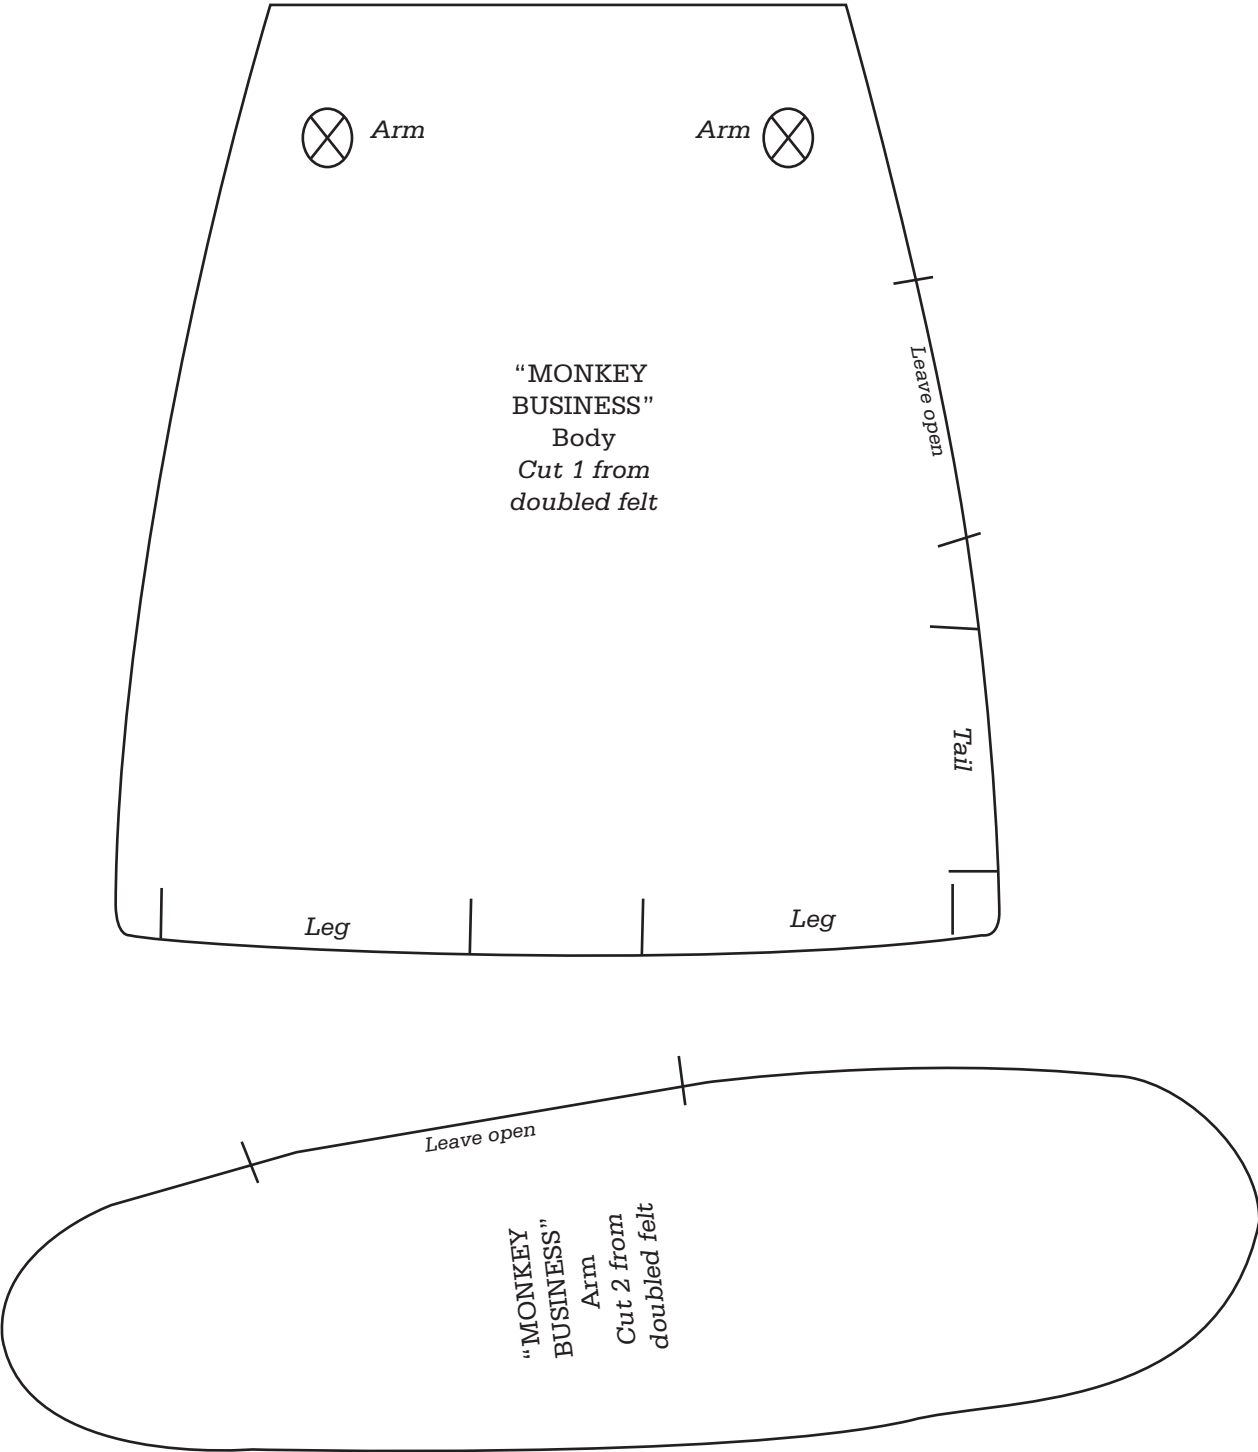 Arm
Arm
“MONKEY
BUSINESS”
Body
Cut 1 from
doubled felt
Leave open
Tail
Leg
Leg
Leave open
“MONKEY
BUSINESS”
Arm
Cut 2 from
doubled felt